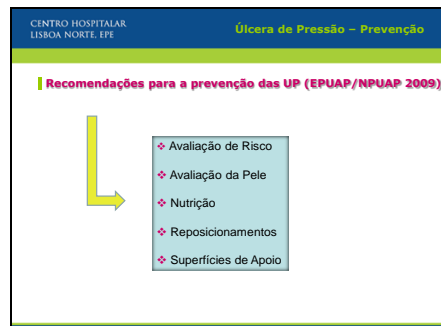 CENTRO HOSPITALAR
LISBOA NORTE, EPE
Úlcera de Pressão – Prevenção
Recomendações para a prevenção das UP (EPUAP/NPUAP 2009)
Avaliação de Risco
Avaliação da Pele
Nutrição
Reposicionamentos
Superfícies de Apoio